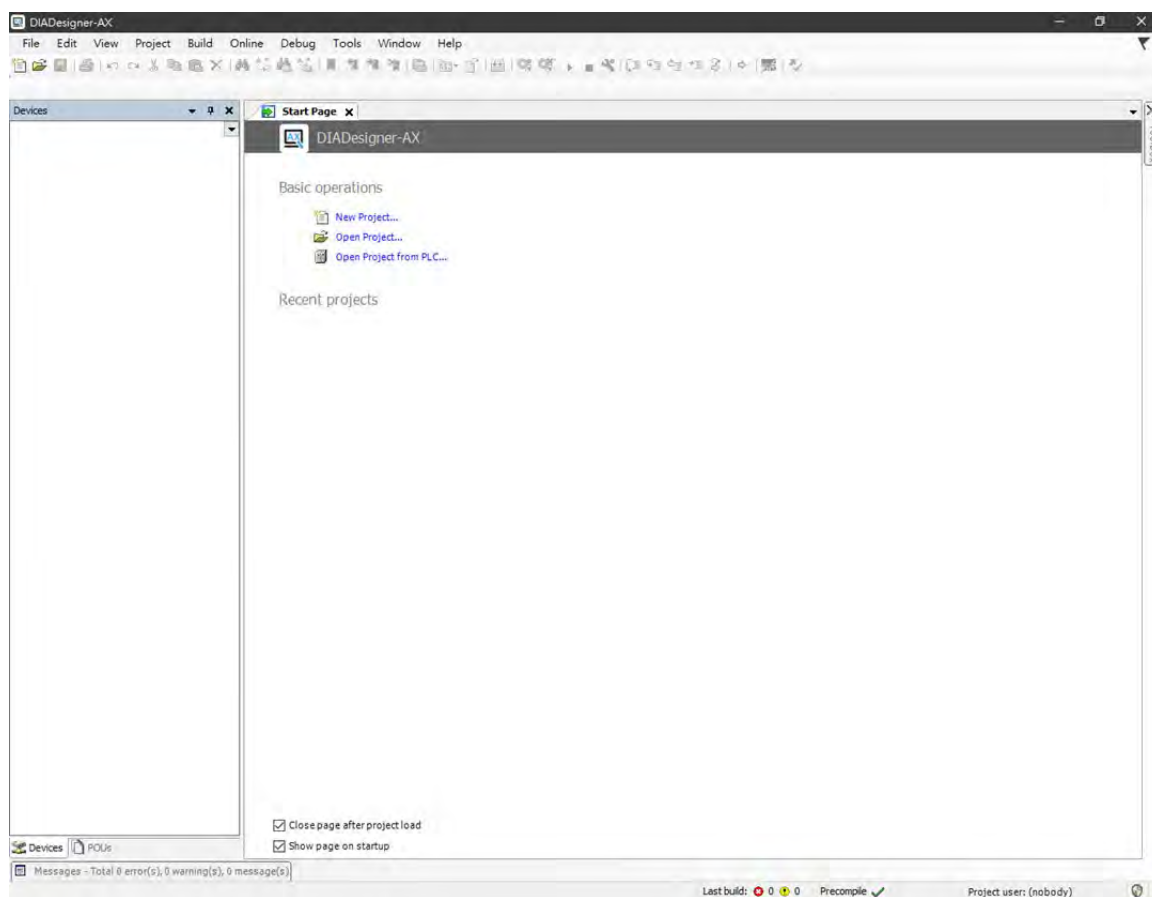 DIADesigner-AX
File Edit View Project Build Online Debug Tools Window Help
Devices
Start Page
DIADesigner-AX
Basic operations
New Project...
Open Project...
Open Project from PLC...
Recent projects
Close page after project load
Show page on startup
Devices POUs
Messages - Total 0 error(s), 0 warning(s), 0 message(s)
Last build: 0 0 Precompile Project user: (nobody)